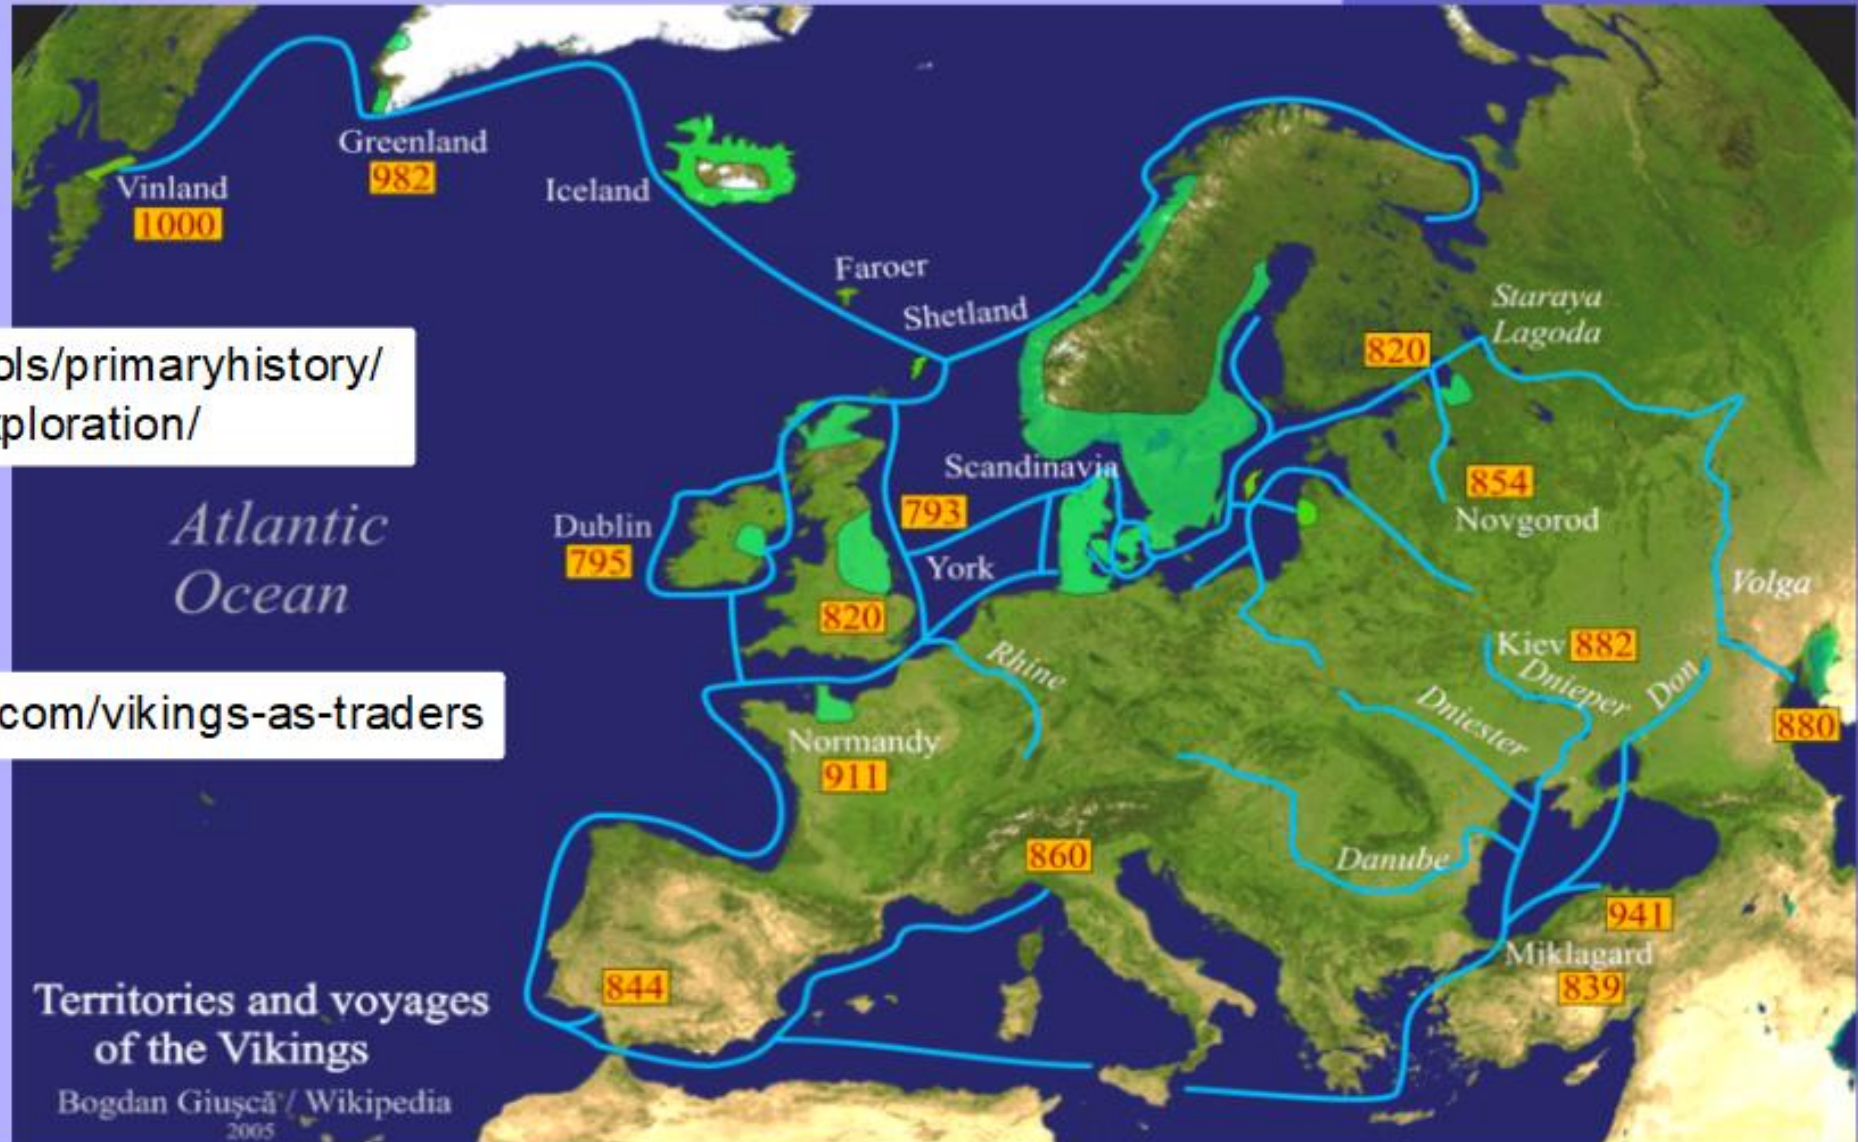 Greenland
982
Vinland
1000
Iceland
Faroer
Shetland
Staraya
Lagoda
820
ols/primaryhistory/
ploration/
Scandinavia
793
854
Novgorod
Atlantic
Ocean
Dublin
795
York
820
Volga
Rhine
Kiev 882
Dnieper
Don
Dniester
.com/vikings-as-traders
880
Normandy
911
860
Danube
941
Miklagard
839
844
Territories and voyages
of the Vikings
Bogdan Giuşcă / Wikipedia
2005